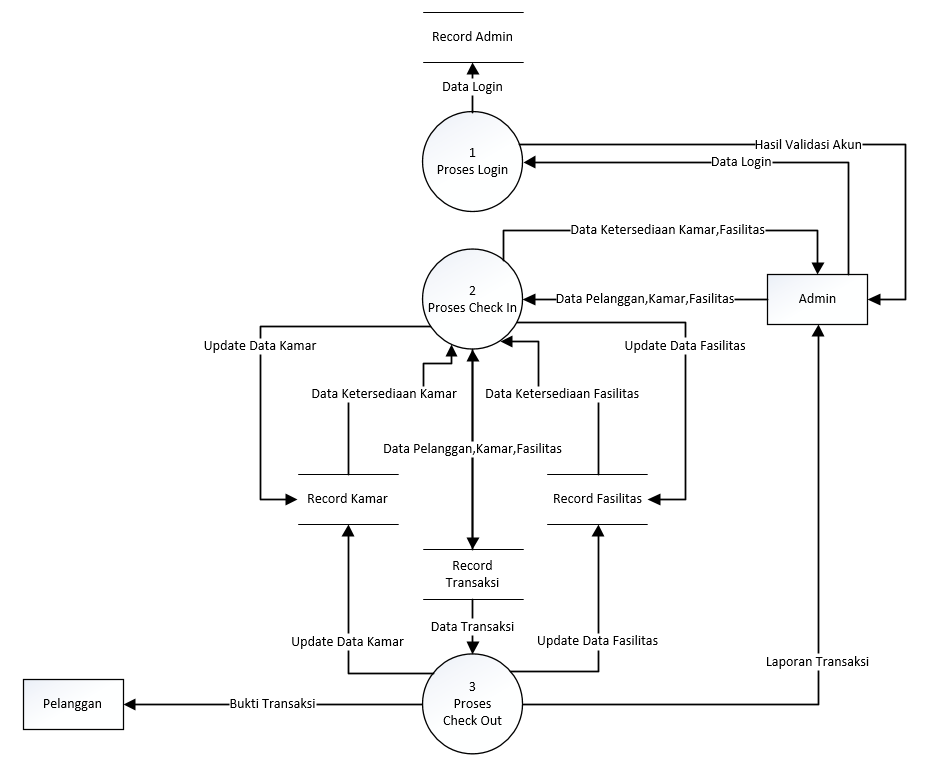 Record Admin
Data Login
1
Proses Login
Hasil Validasi Akun
Data Login
Data Ketersediaan Kamar,Fasilitas
2
Proses Check In
Data Pelanggan,Kamar,Fasilitas
Admin
Update Data Kamar
Update Data Fasilitas
Data Ketersediaan Kamar
Data Ketersediaan Fasilitas
Data Pelanggan,Kamar,Fasilitas
Record Kamar
Record Fasilitas
Record
Transaksi
Data Transaksi
Update Data Kamar
Update Data Fasilitas
Laporan Transaksi
3
Proses
Check Out
Pelanggan
Bukti Transaksi